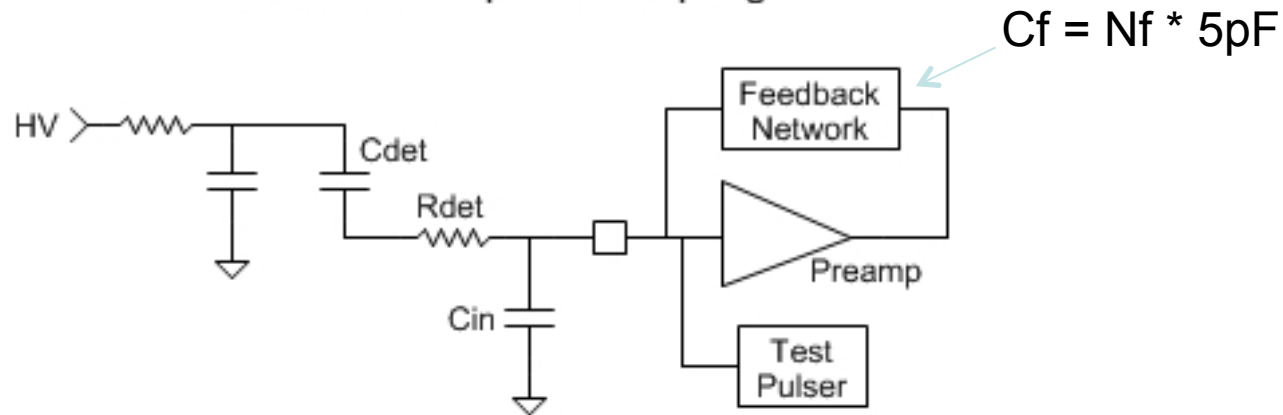 Cf = Nf * 5pF
Feedback
Network
HV
Cdet
Rdet
Preamp
Cin
Test
Pulser